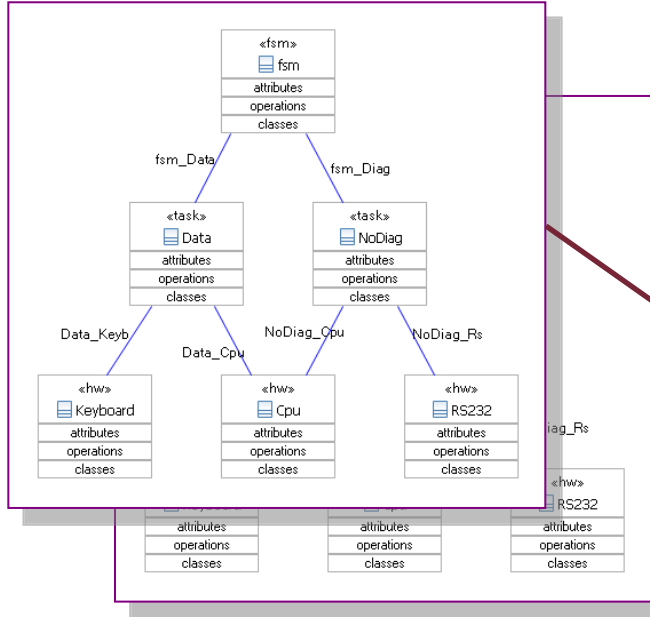 «fsm»
fsm
attributes
operations
classes
fsm_Data
fsm_Diag
«task»
Data
attributes
operations
classes
«task»
NoDiag
attributes
operations
classes
Data_Keyb
Data_Cpu
NoDiag_Cpu
NoDiag_Rs
«hw»
Keyboard
attributes
operations
classes
«hw»
Cpu
attributes
operations
classes
«hw»
RS232
attributes
operations
classes
iag_Rs
attributes
operations
classes
attributes
operations
classes
«hw»
RS232
attributes
operations
classes